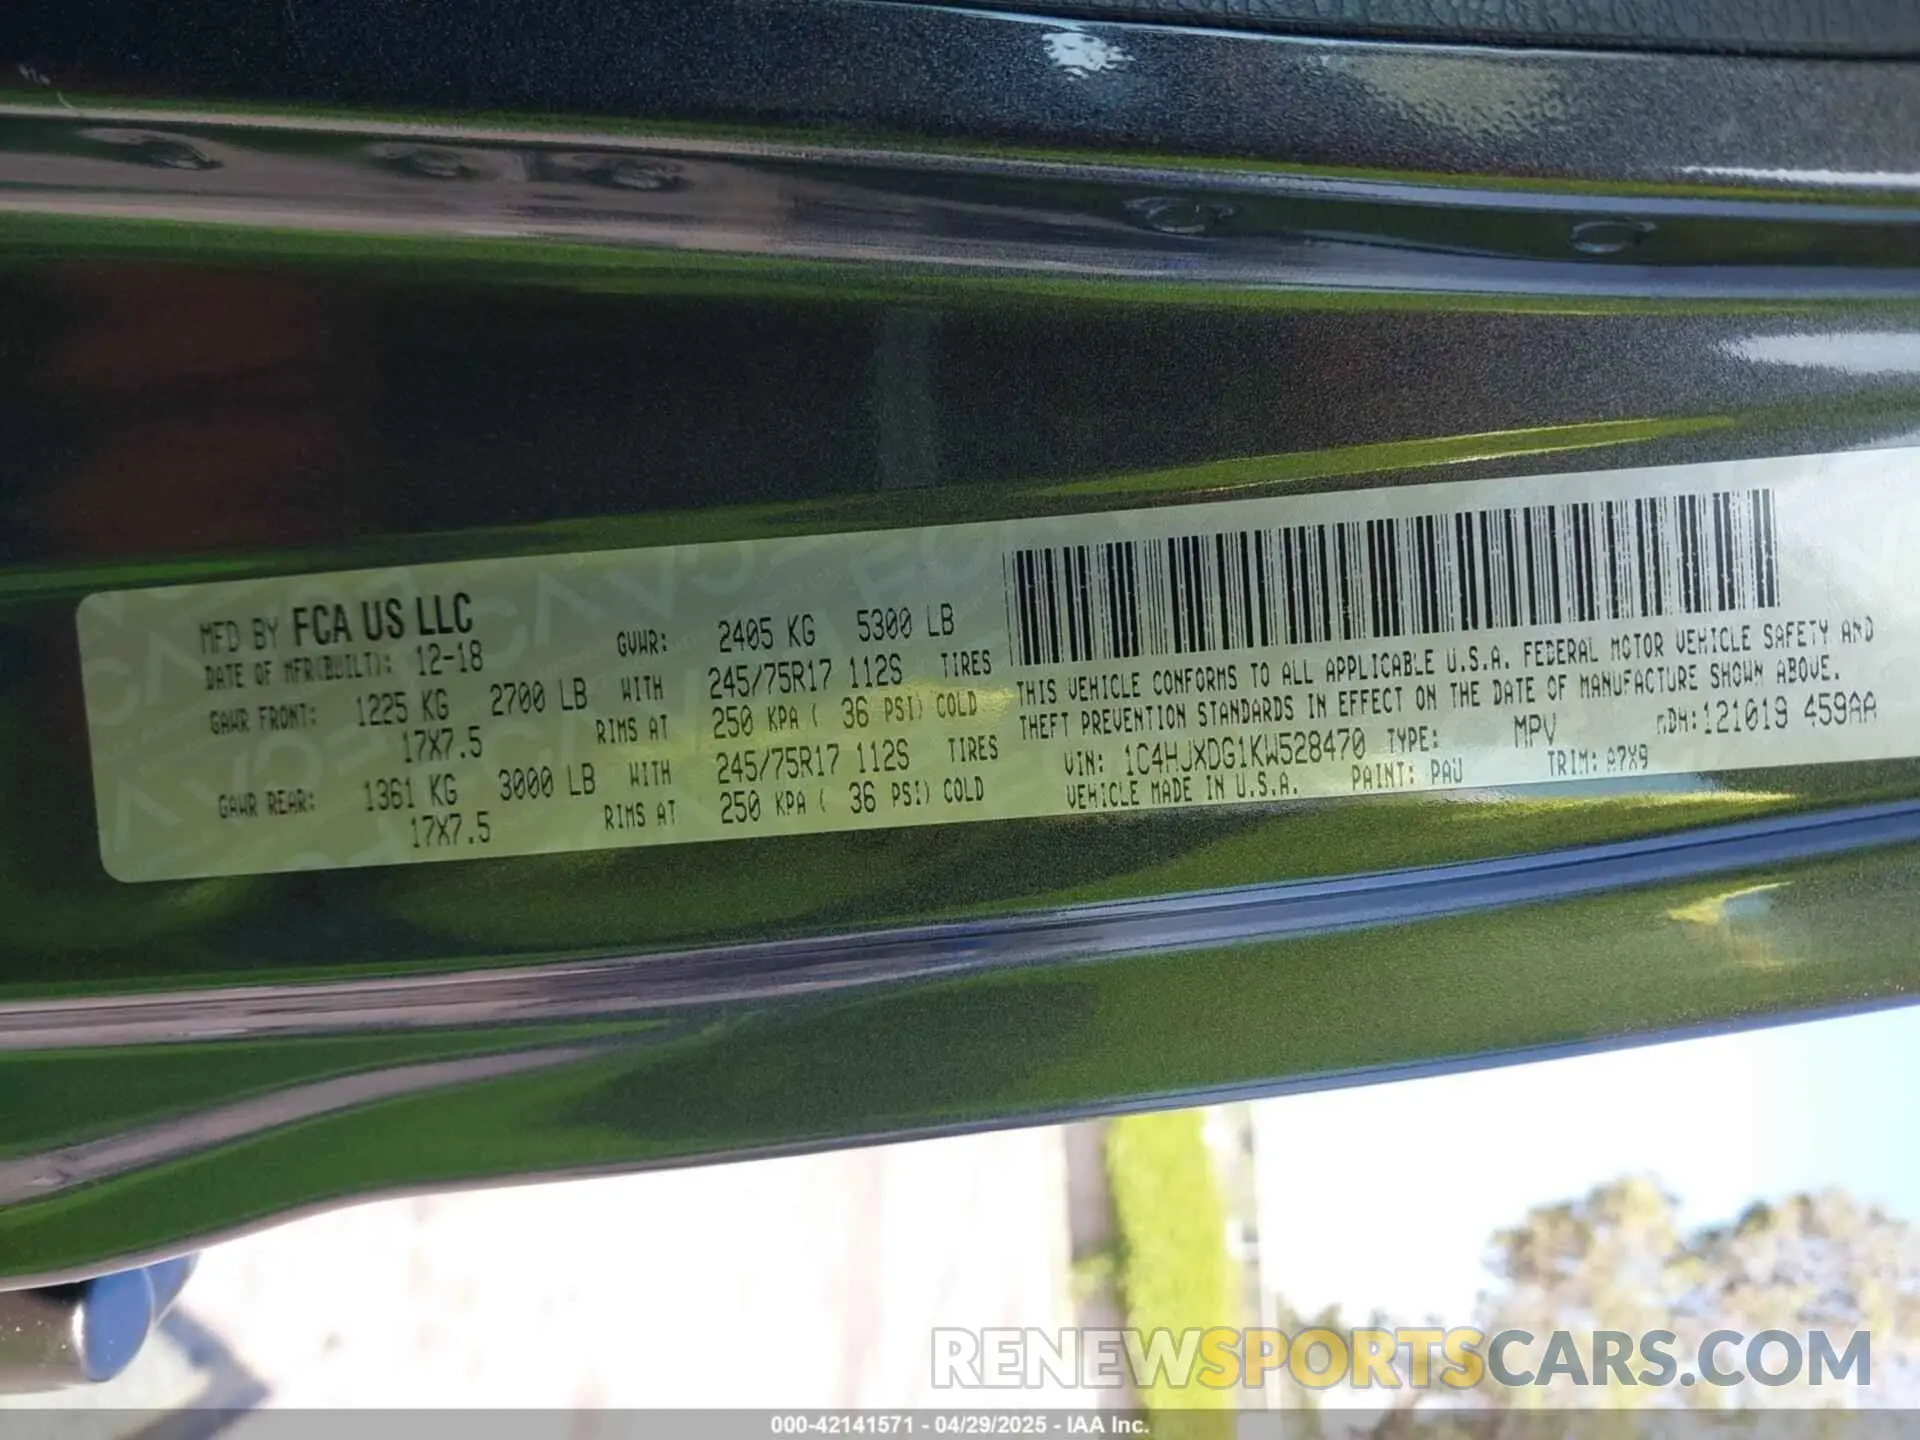 MFD BY FCA US LLC
DATE OF MFR(BUILT): 12-18 GVWR: 2405 KG 5300 LB
GAWR FRONT: 1225 KG 2700 LB WITH 245/75R17 112S TIRES
17X7.5 RIMS AT 250 KPA ( 36 PSI) COLD
GAWR REAR: 1361 KG 3000 LB WITH 245/75R17 112S TIRES
17X7.5 RIMS AT 250 KPA ( 36 PSI) COLD
THIS VEHICLE CONFORMS TO ALL APPLICABLE U.S.A. FEDERAL MOTOR VEHICLE SAFETY AND
THEFT PREVENTION STANDARDS IN EFFECT ON THE DATE OF MANUFACTURE SHOWN ABOVE.
VIN: 1C4HJXDG1KW528470 TYPE: MPV MDH:121019 459AA
VEHICLE MADE IN U.S.A. PAINT: PAU TRIM: A7X9
RENEWSPORTSCARS.COM
000-42141571 - 04/29/2025 - IAA Inc.